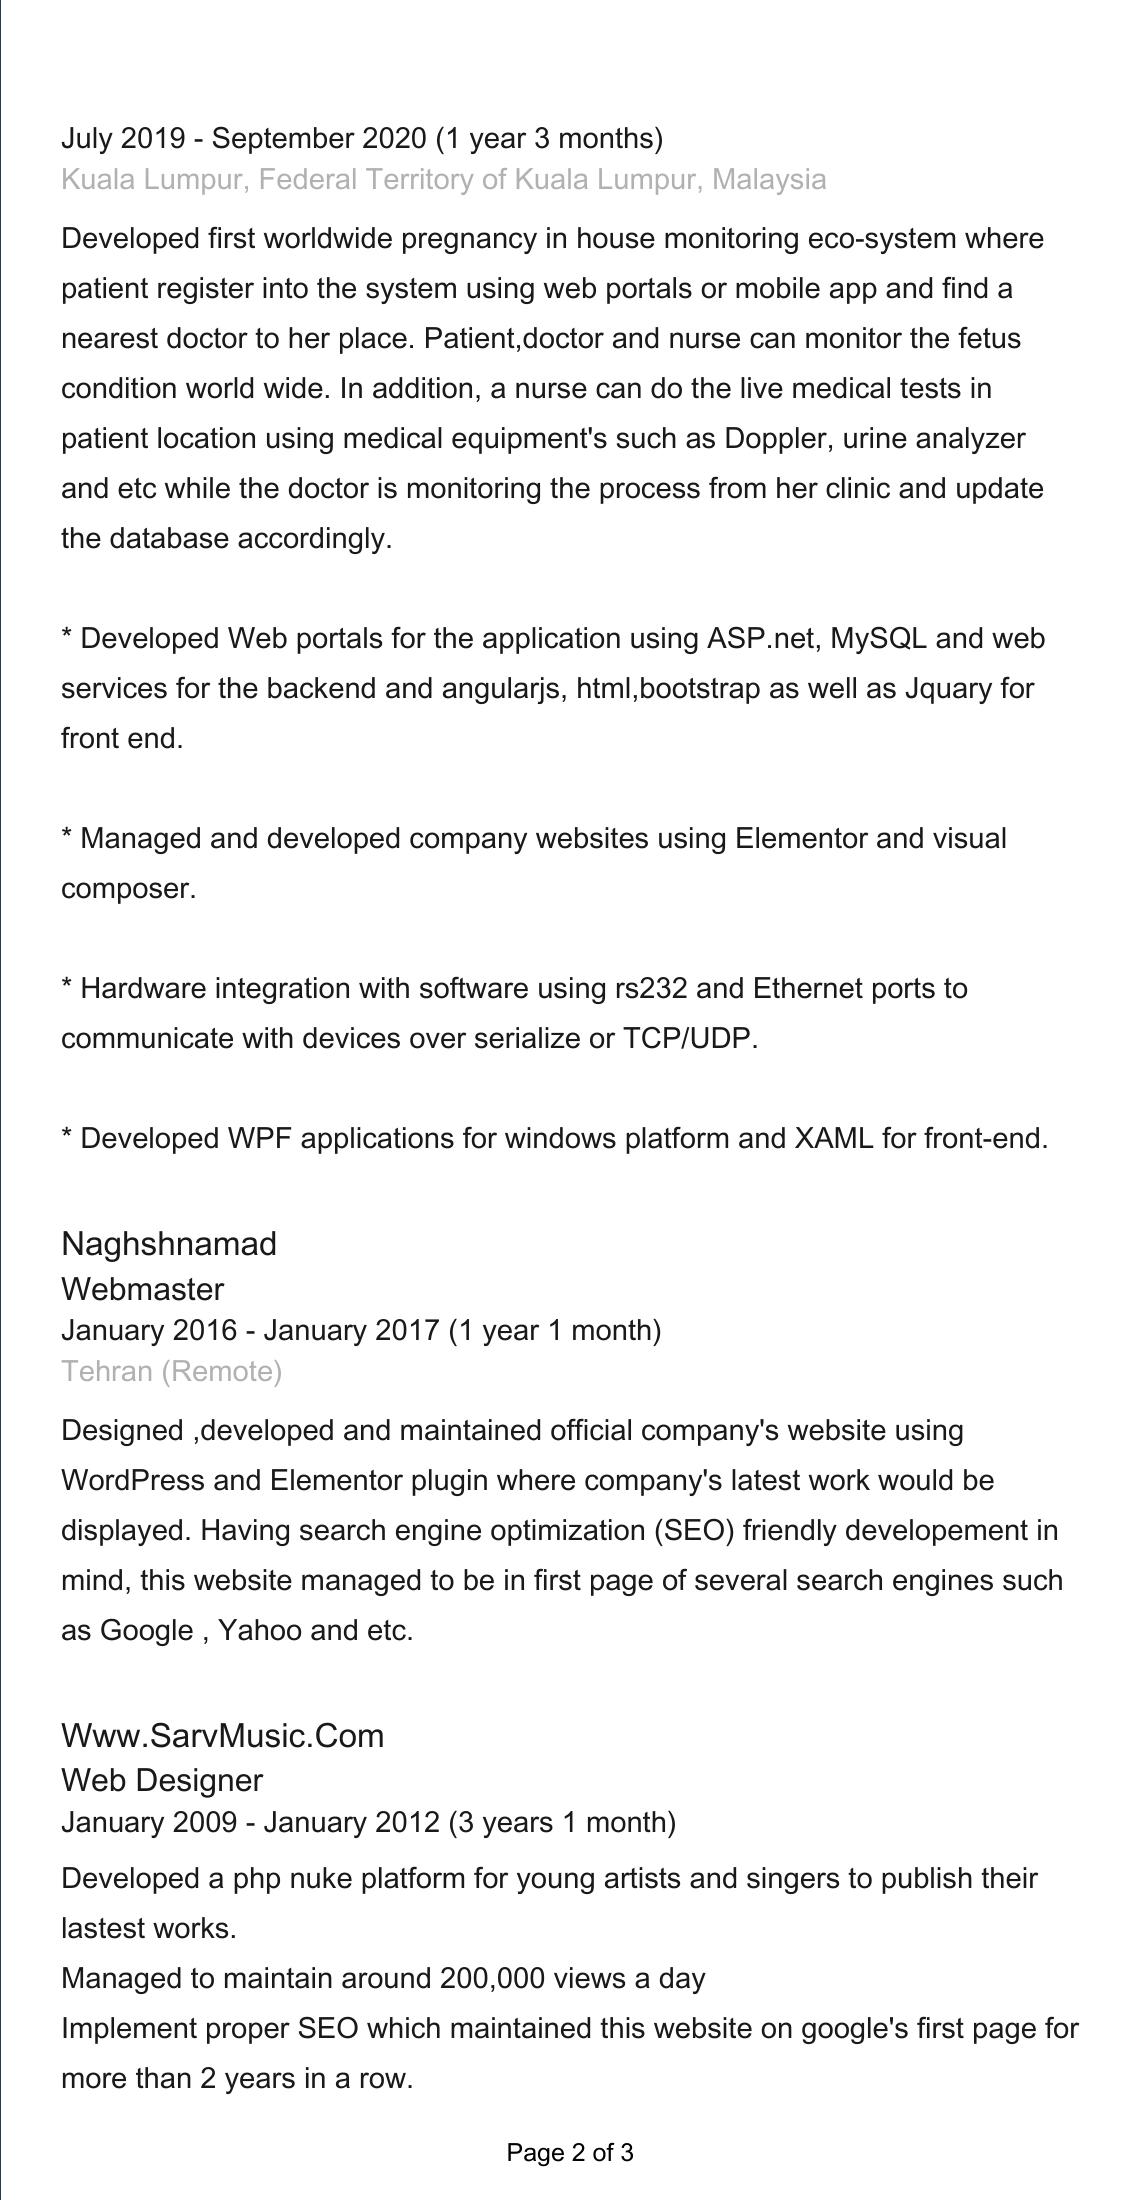 July 2019 - September 2020 (1 year 3 months)
Kuala Lumpur, Federal Territory of Kuala Lumpur, Malaysia
Developed first worldwide pregnancy in house monitoring eco-system where
patient register into the system using web portals or mobile app and find a
nearest doctor to her place. Patient,doctor and nurse can monitor the fetus
condition world wide. In addition, a nurse can do the live medical tests in
patient location using medical equipment's such as Doppler, urine analyzer
and etc while the doctor is monitoring the process from her clinic and update
the database accordingly.
* Developed Web portals for the application using ASP.net, MySQL and web
services for the backend and angularjs, html,bootstrap as well as Jquary for
front end.
* Managed and developed company websites using Elementor and visual
composer.
* Hardware integration with software using rs232 and Ethernet ports to
communicate with devices over serialize or TCP/UDP.
* Developed WPF applications for windows platform and XAML for front-end.
Naghshnamad
Webmaster
January 2016 - January 2017 (1 year 1 month)
Tehran (Remote)
Designed ,developed and maintained official company's website using
WordPress and Elementor plugin where company's latest work would be
displayed. Having search engine optimization (SEO) friendly developement in
mind, this website managed to be in first page of several search engines such
as Google , Yahoo and etc.
Www.SarvMusic.Com
Web Designer
January 2009 - January 2012 (3 years 1 month)
Developed a php nuke platform for young artists and singers to publish their
lastest works.
Managed to maintain around 200,000 views a day
Implement proper SEO which maintained this website on google's first page for
more than 2 years in a row.
Page 2 of 3